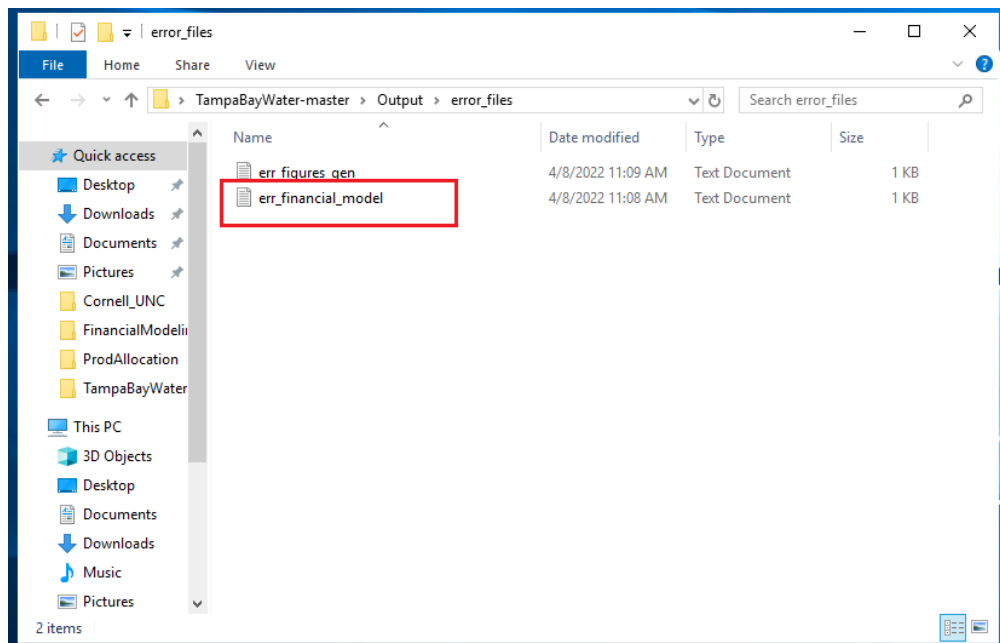 error_files
File Home Share View
TampaBayWater-master > Output > error_files Search error_files
Name Date modified Type Size
Quick access
err_figures_gen 4/8/2022 11:09 AM Text Document 1 KB
Desktop
err_financial_model 4/8/2022 11:08 AM Text Document 1 KB
Downloads
Documents
Pictures
Cornell_UNC
FinancialModelin
ProdAllocation
TampaBayWater
This PC
3D Objects
Desktop
Documents
Downloads
Music
Pictures
2 items